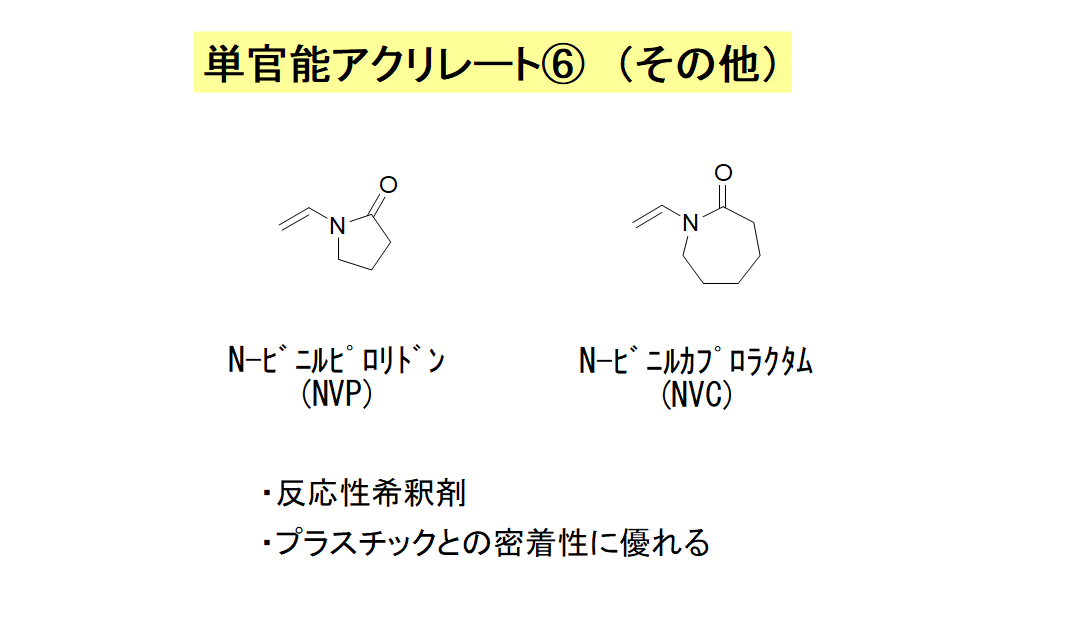 単官能アクリレート⑥ （その他）
O
N
O
N
N-ﾋﾞﾆﾙﾋﾟﾛﾘﾄﾞﾝ
(NVP)
N-ﾋﾞﾆﾙｶﾌﾟﾛﾗｸﾀﾑ
(NVC)
・反応性希釈剤
・プラスチックとの密着性に優れる